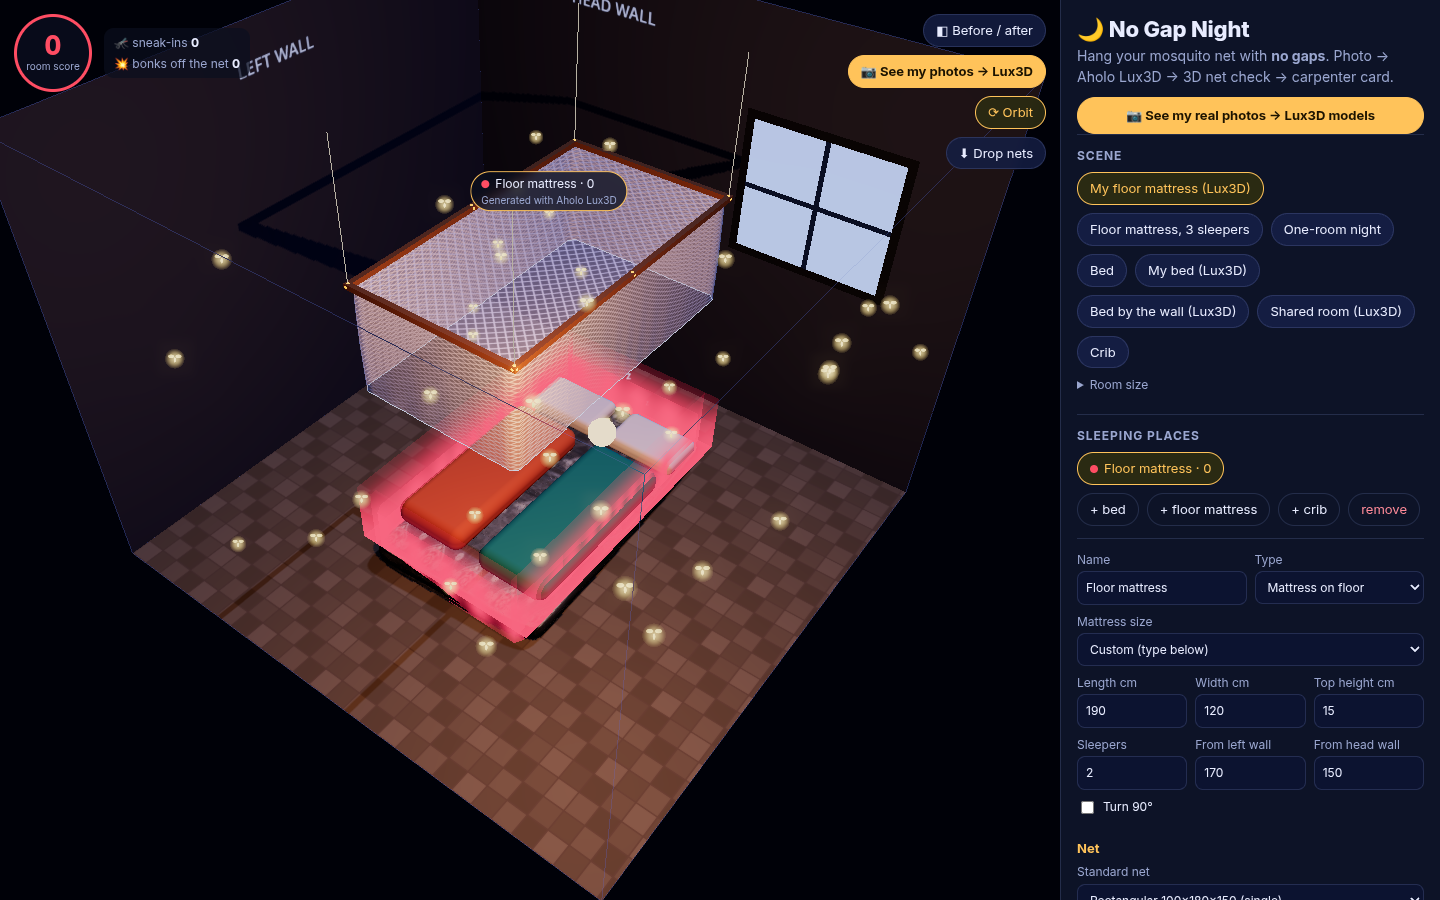 0
room score
🦟 sneak-ins 0
💥 bonks off the net 0
LEFT WALL
HEAD WALL
◧ Before / after
📷 See my photos → Lux3D
⟳ Orbit
⬇ Drop nets
Floor mattress · 0
Generated with Aholo Lux3D
z
🌙 No Gap Night
Hang your mosquito net with no gaps. Photo →
Aholo Lux3D → 3D net check → carpenter card.
📷 See my real photos → Lux3D models
SCENE
My floor mattress (Lux3D)
Floor mattress, 3 sleepers
One-room night
Bed
My bed (Lux3D)
Bed by the wall (Lux3D)
Shared room (Lux3D)
Crib
▶ Room size
SLEEPING PLACES
Floor mattress · 0
+ bed
+ floor mattress
+ crib
remove
Name
Type
Floor mattress
Mattress on floor
Mattress size
Custom (type below)
Length cm
Width cm
Top height cm
190
120
15
Sleepers
From left wall
From head wall
2
170
150
Turn 90°
Net
Standard net
Rectangular 100x180x150 (single)